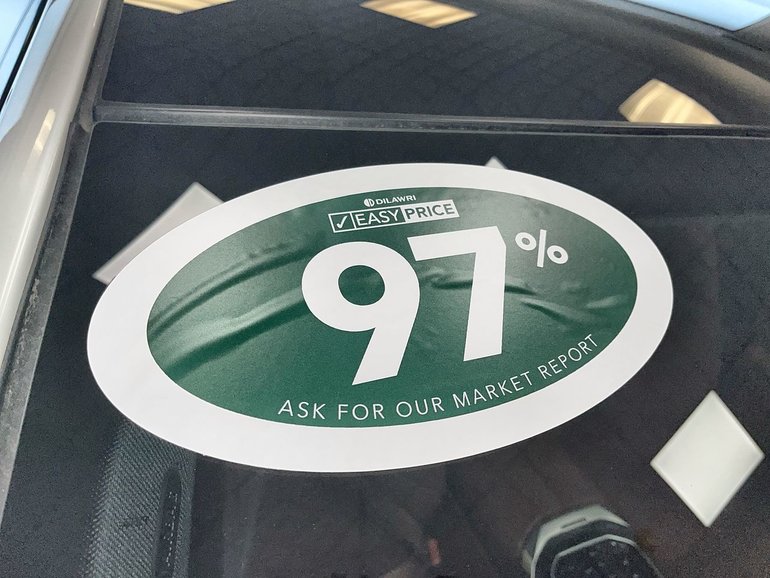 DILAWRI
✓ EASY PRICE
97%
ASK FOR OUR MARKET REPORT